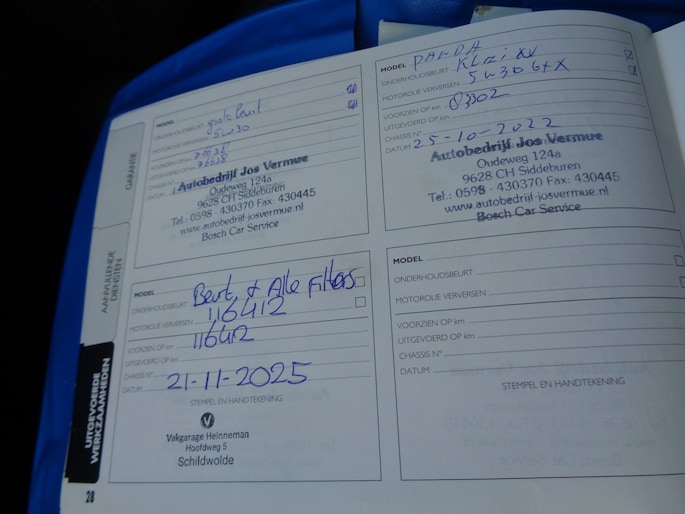 GARANTIE
AANVULLENDE DIENSTEN
UITGEVOERDE WERKZAAMHEDEN
MODEL
ONDERHOUDSBEURT
MOTOROLIE VERVERSEN 5W30
VOORZIEN OP km
UITGEVOERD OP km
CHASSIS N°
DATUM
Autobedrijf Jos Vermue
Oudeweg 124a
9628 CH Siddeburen
Tel.: 0598 - 430370 Fax: 430445
www.autobedrijf-josvermue.nl
Bosch Car Service
MODEL PANDA
ONDERHOUDSBEURT
MOTOROLIE VERVERSEN 5W30
VOORZIEN OP km
UITGEVOERD OP km
CHASSIS N°
DATUM 25-10-2022
Autobedrijf Jos Vermue
Oudeweg 124a
9628 CH Siddeburen
Tel.: 0598 - 430370 Fax: 430445
www.autobedrijf-josvermue.nl
Bosch Car Service
MODEL
ONDERHOUDSBEURT Beurt + Alle Filters
MOTOROLIE VERVERSEN 116412
VOORZIEN OP km 116412
UITGEVOERD OP km
CHASSIS N°
DATUM 21-11-2025
STEMPEL EN HANDTEKENING
Vakgarage Heinneman
Hoofdweg 5
Schildwolde
MODEL
ONDERHOUDSBEURT
MOTOROLIE VERVERSEN
VOORZIEN OP km
UITGEVOERD OP km
CHASSIS N°
DATUM
STEMPEL EN HANDTEKENING
28